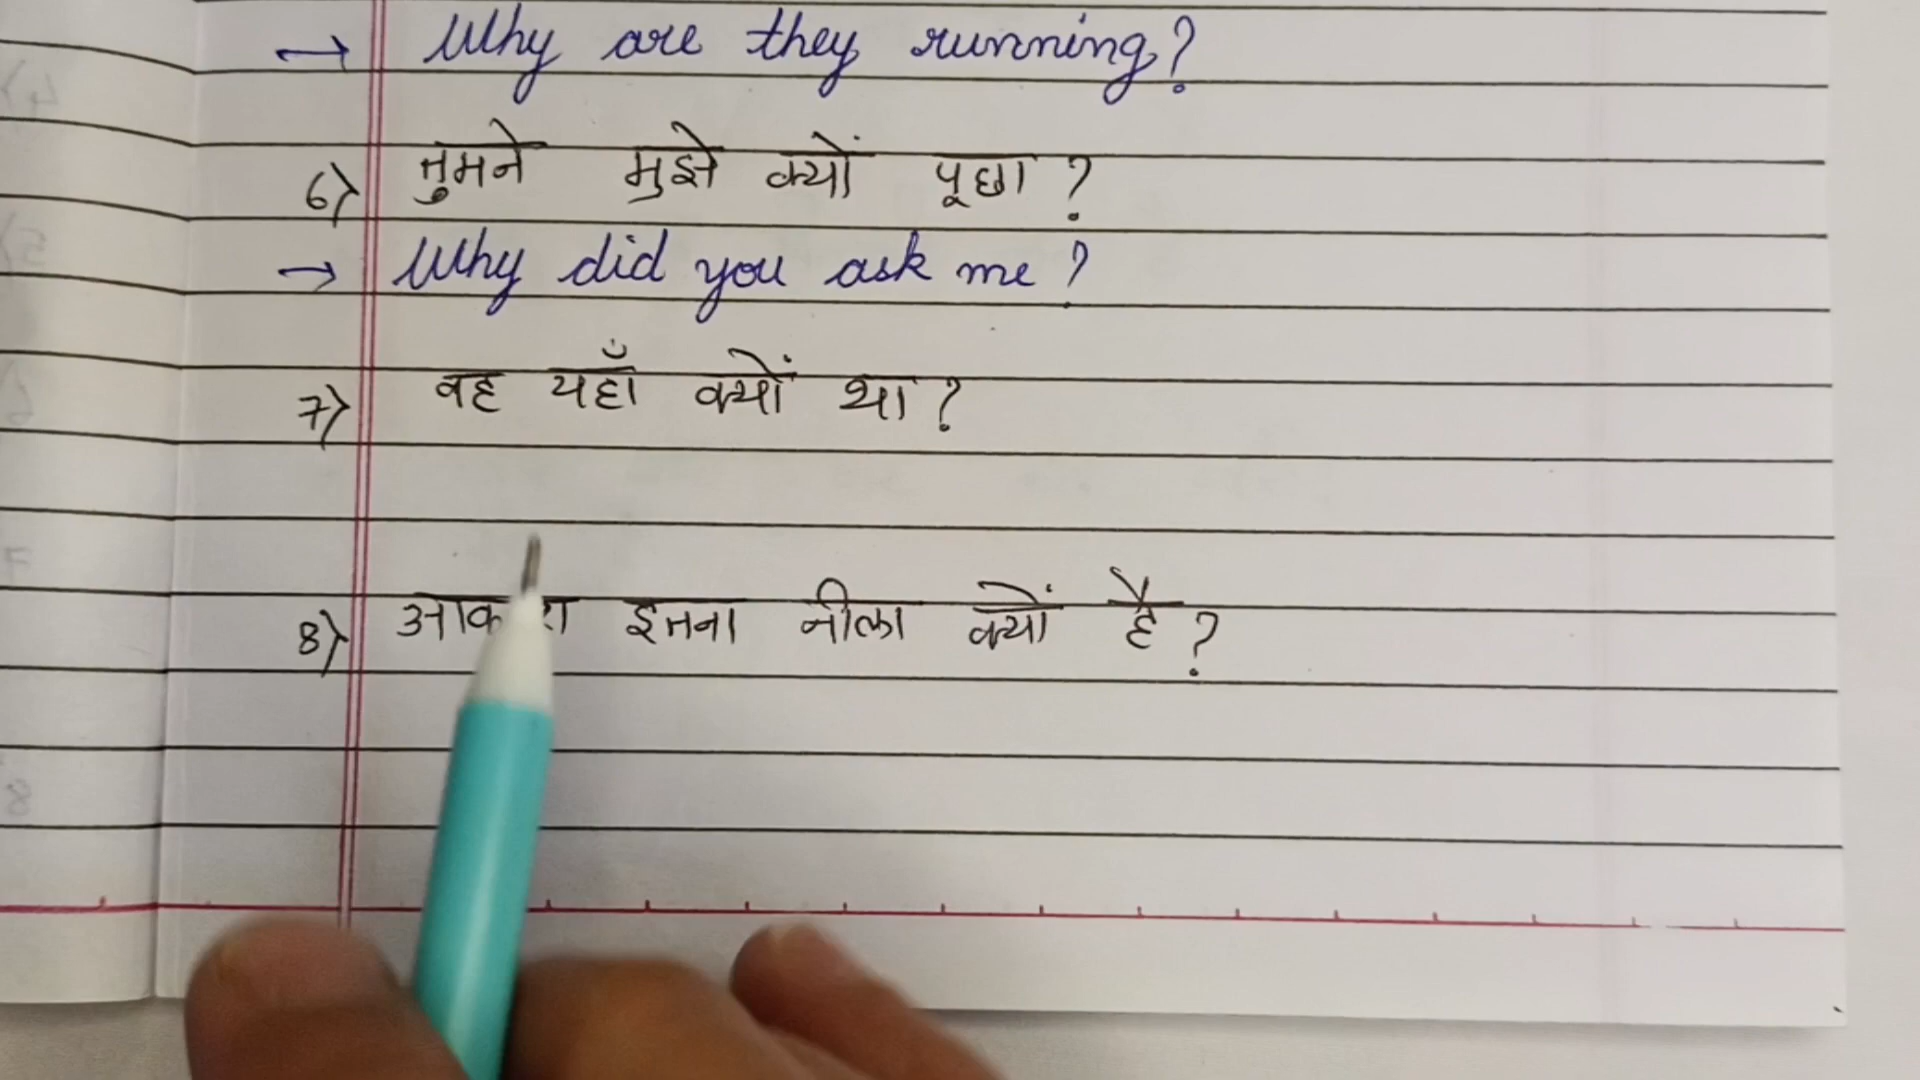 → Why are they running?
6) तुमने मुझे क्यों पूछा ?
→ Why did you ask me ?
7) वह यहाँ क्यों था ?
8) इतना नीला क्यों है ?